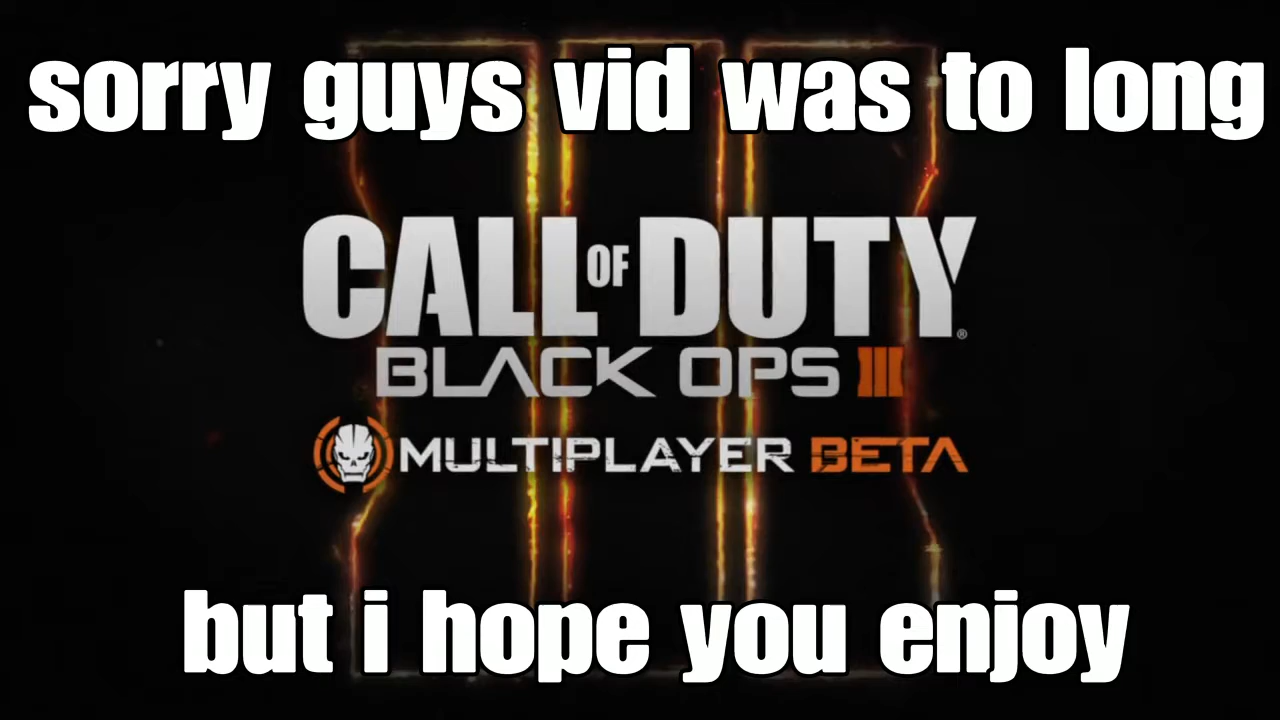 sorry guys vid was to long
CALL OF DUTY®
BLACK OPS III
MULTIPLAYER BETA
but i hope you enjoy